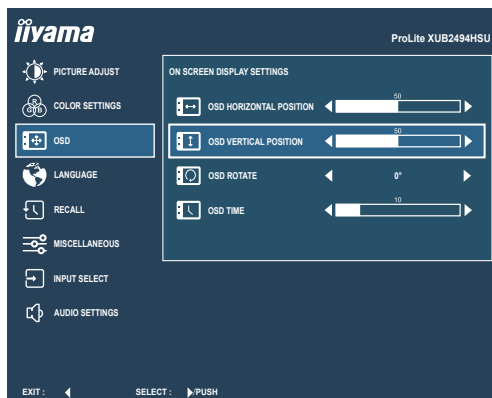 iiyama
ProLite XUB2494HSU
PICTURE ADJUST
COLOR SETTINGS
R
G B
OSD
LANGUAGE
RECALL
MISCELLANEOUS
INPUT SELECT
AUDIO SETTINGS
ON SCREEN DISPLAY SETTINGS
OSD HORIZONTAL POSITION 50
OSD VERTICAL POSITION 50
OSD ROTATE 0°
OSD TIME 10
EXIT : SELECT : /PUSH